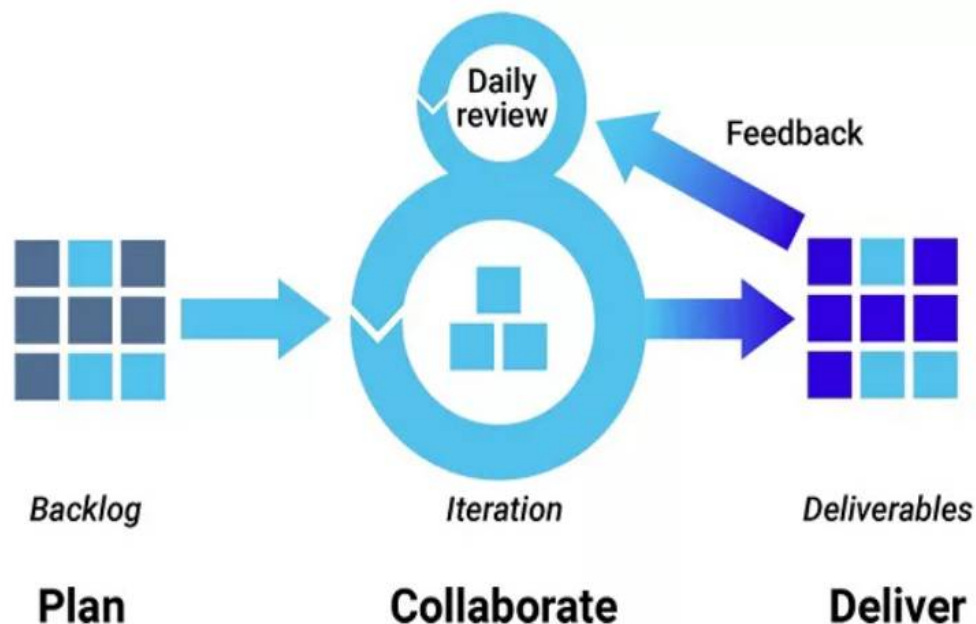 Daily
review
Feedback
Backlog
Iteration
Deliverables
Plan
Collaborate
Deliver